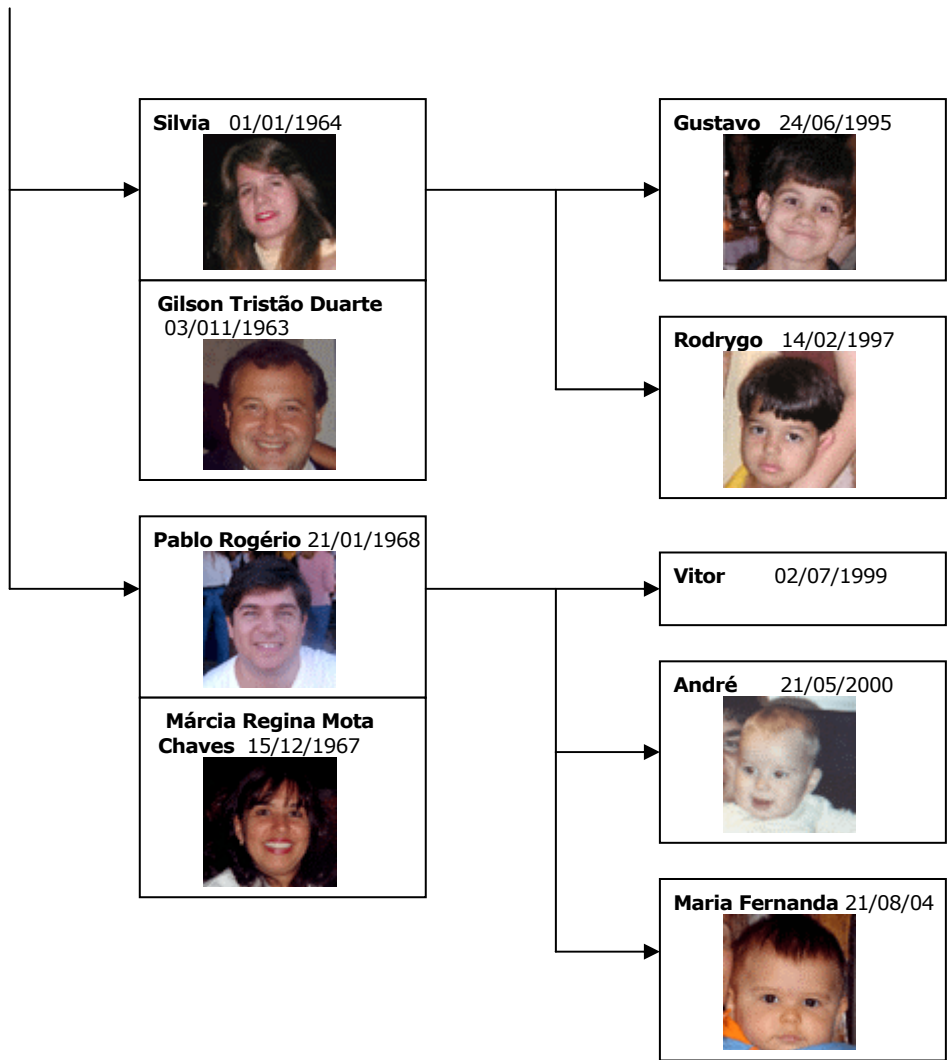 Silvia 01/01/1964
Gilson Tristão Duarte
03/011/1963
Gustavo 24/06/1995
Rodrygo 14/02/1997
Pablo Rogério 21/01/1968
Márcia Regina Mota
Chaves 15/12/1967
Vitor 02/07/1999
André 21/05/2000
Maria Fernanda 21/08/04